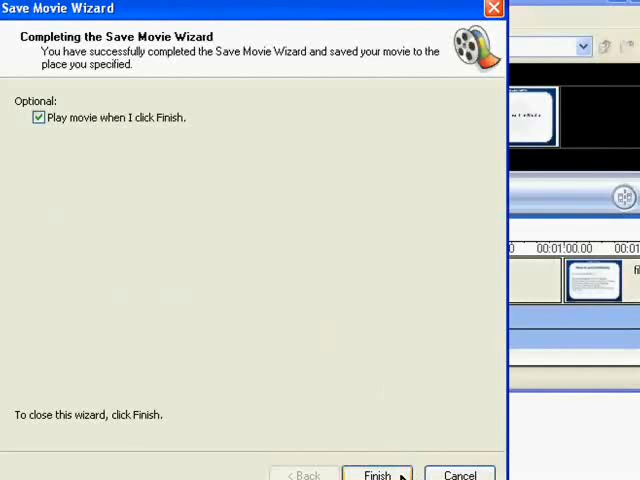 Save Movie Wizard
Completing the Save Movie Wizard
You have successfully completed the Save Movie Wizard and saved your movie to the
place you specified.
Optional:
Play movie when I click Finish.
00:01:00.00
00:01
To close this wizard, click Finish.
< Back
Finish
Cancel